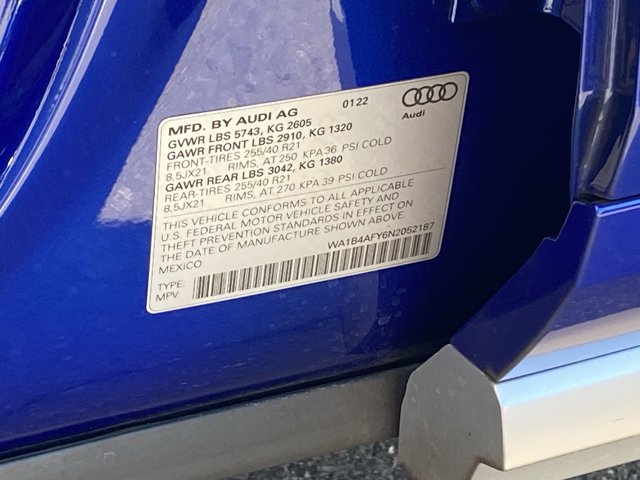 MFD. BY AUDI AG 01 22
Audi
GVWR LBS 5743, KG 2605
GAWR FRONT LBS 2910, KG 1320
FRONT-TIRES 255/40 R21
8,5JX21 RIMS, AT 250 KPA 36 PSI COLD
GAWR REAR LBS 3042, KG 1380
REAR-TIRES 255/40 R21
8,5JX21 RIMS, AT 270 KPA 39 PSI COLD
THIS VEHICLE CONFORMS TO ALL APPLICABLE
U.S. FEDERAL MOTOR VEHICLE SAFETY AND
THEFT PREVENTION STANDARDS IN EFFECT ON
THE DATE OF MANUFACTURE SHOWN ABOVE.
MEXICO WA1B4AFY6N2052187
TYPE:
MPV